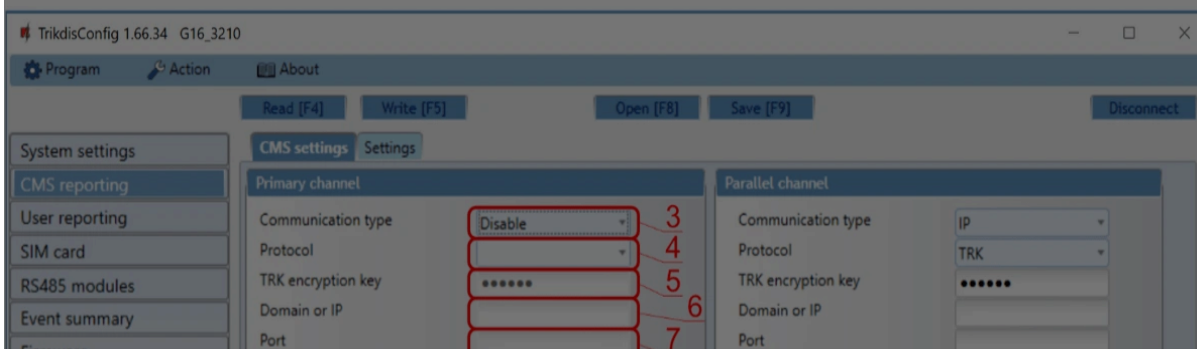 TrikdisConfig 1.66.34 G16_3210
Program Action About
Read [F4] Write [F5] Open [F8] Save [F9] Disconnect
CMS settings Settings
System settings
CMS reporting
User reporting
SIM card
RS485 modules
Event summary
Primary channel
Communication type Disable 3
Protocol 4
TRK encryption key •••••• 5
Domain or IP 6
Port 7
Parallel channel
Communication type IP
Protocol TRK
TRK encryption key ••••••
Domain or IP
Port